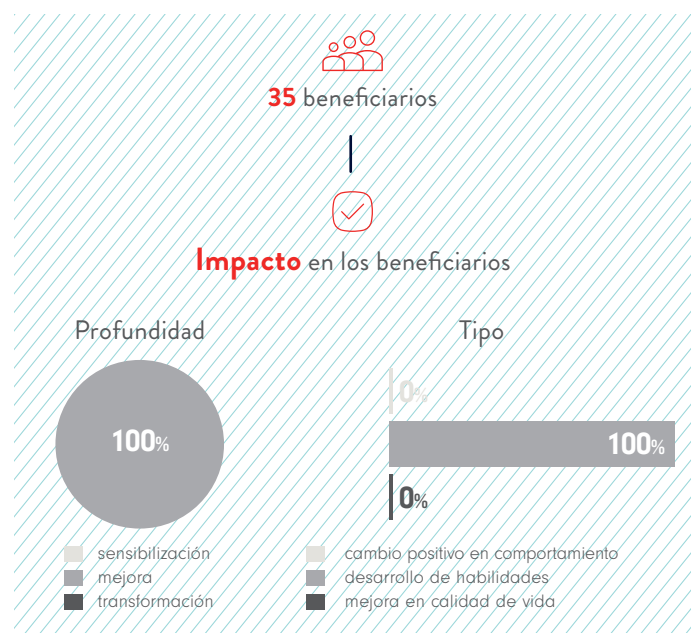 35 beneficiarios
Impacto en los beneficiarios
Profundidad
100%
sensibilización
mejora
transformación
Tipo
0%
100%
0%
cambio positivo en comportamiento
desarrollo de habilidades
mejora en calidad de vida